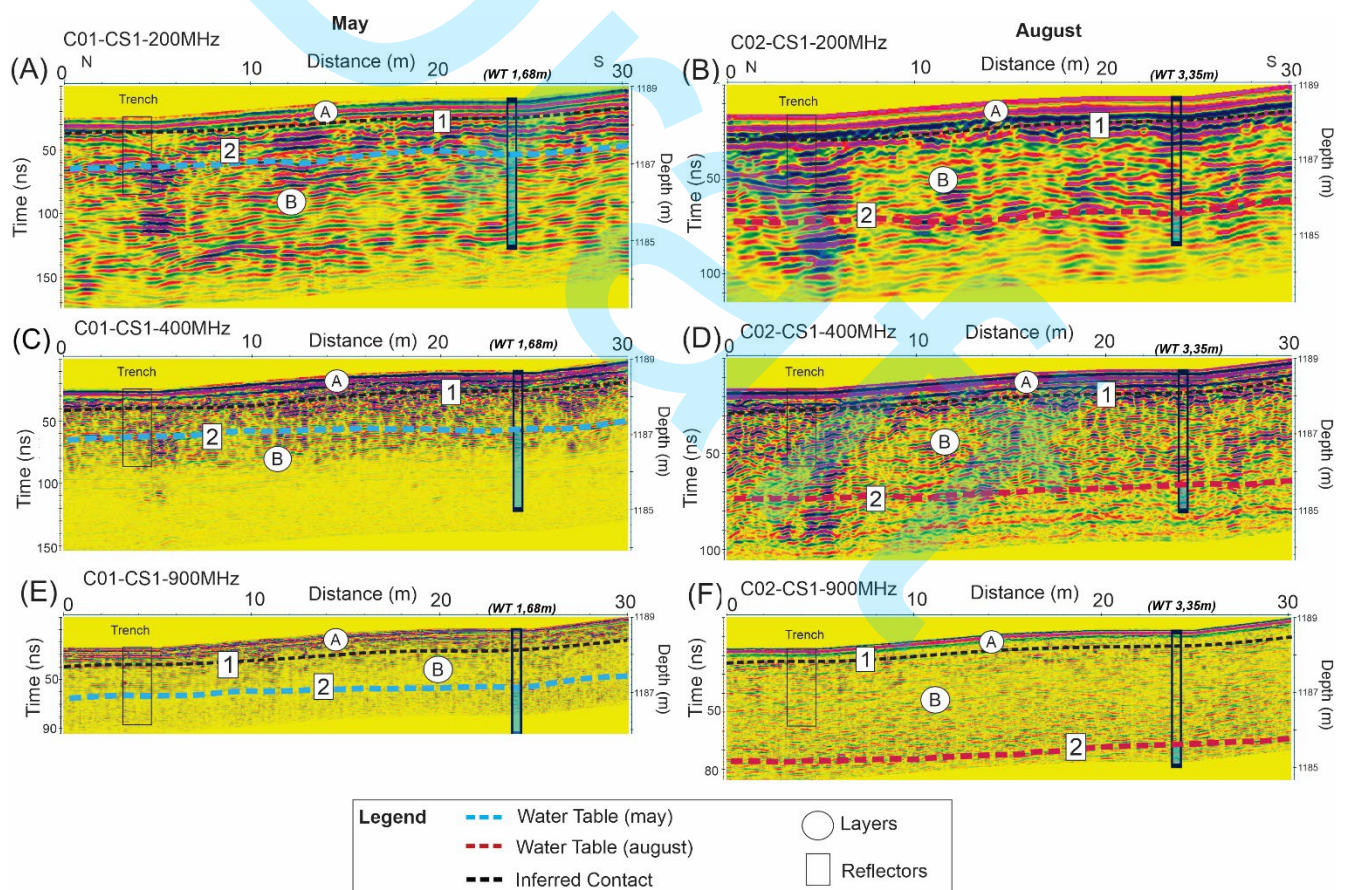 May
August
C01-CS1-200MHz
(A) 0 N 10 Distance (m) 20 (WT 1,68m) S 30
Trench
A
1
2
B
50
100
150
Time (ns)
1189
1187
1185
Depth (m)
C02-CS1-200MHz
(B) 0 N 10 Distance (m) 20 (WT 3,35m) S 30
Trench
A
1
B
2
50
100
Time (ns)
1189
1187
1185
Depth (m)
(C) C01-CS1-400MHz
0 10 Distance (m) 20 (WT 1,68m) 30
Trench
A
1
2
B
50
100
150
Time (ns)
1189
1187
1185
Depth (m)
(D) C02-CS1-400MHz
0 10 Distance (m) 20 (WT 3,35m) 30
Trench
A
1
B
2
0
50
100
Time (ns)
1189
1187
1185
Depth (m)
C01-CS1-900MHz
(E) 0 10 Distance (m) 20 (WT 1,68m) 30
Trench
A
1
B
2
50
90
Time (ns)
1189
1187
Depth (m)
C02-CS1-900MHz
(F) 0 10 Distance (m) 20 (WT 3,35m) 30
Trench
A
1
B
2
50
80
Time (ns)
1189
1187
1185
Depth (m)
Legend
Water Table (may)
Water Table (august)
Inferred Contact
Layers
Reflectors